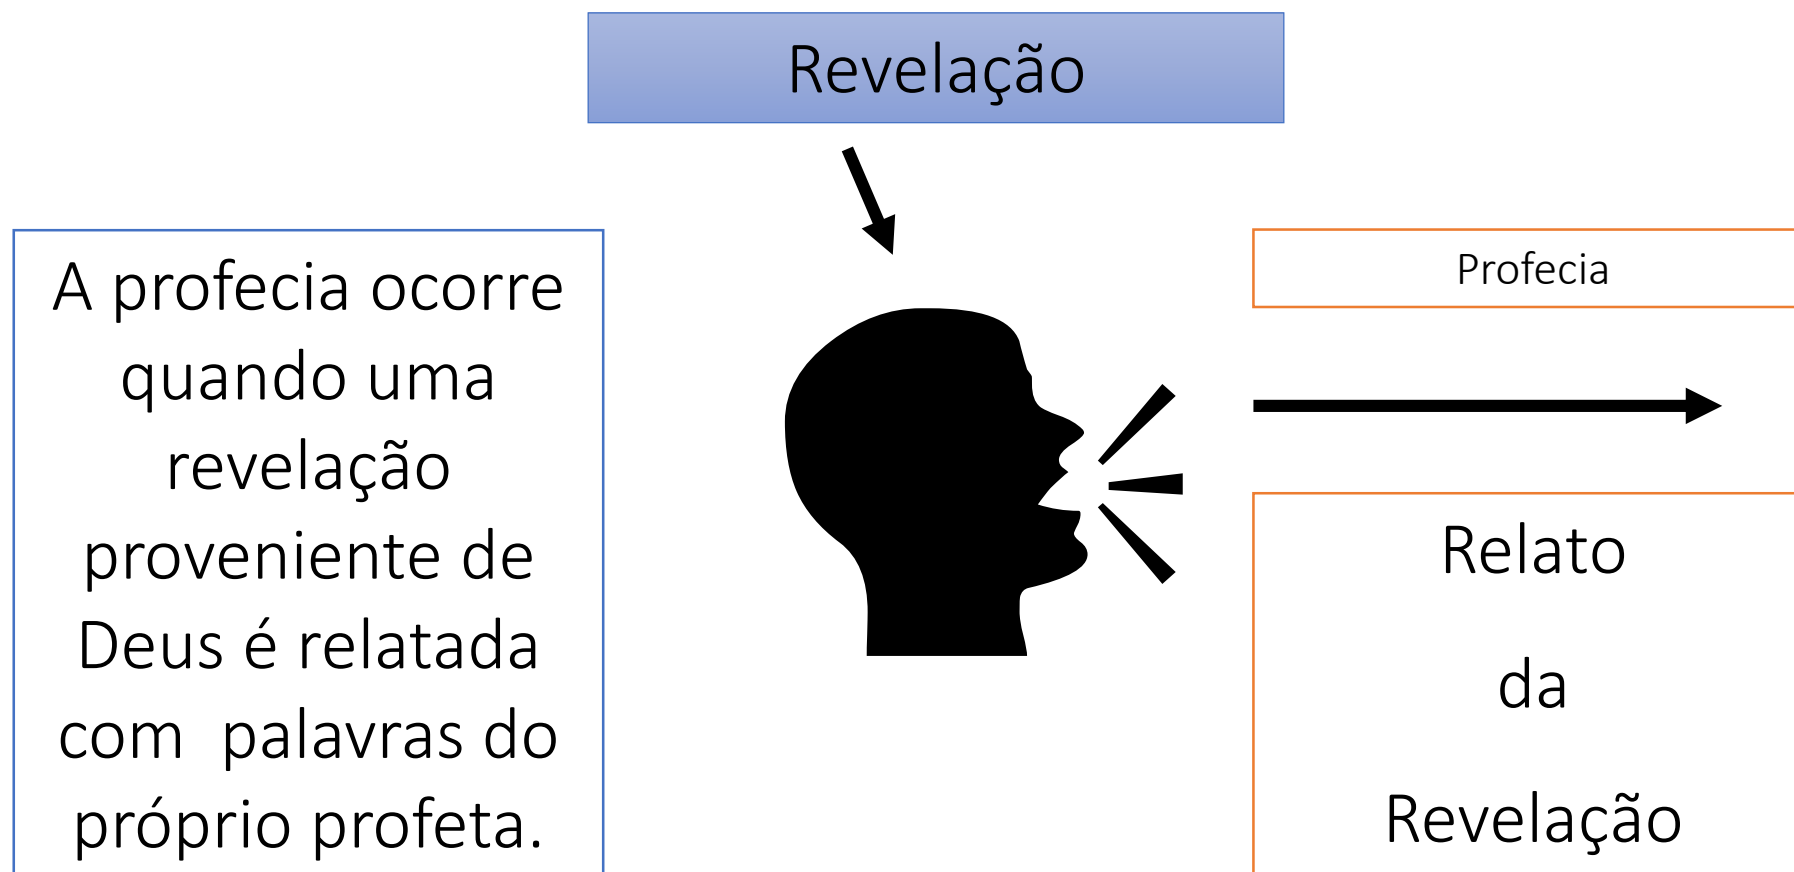 Revelação
A profecia ocorre
quando uma
revelação
proveniente de
Deus é relatada
com  palavras do
próprio profeta.
Profecia
Relato
da
Revelação